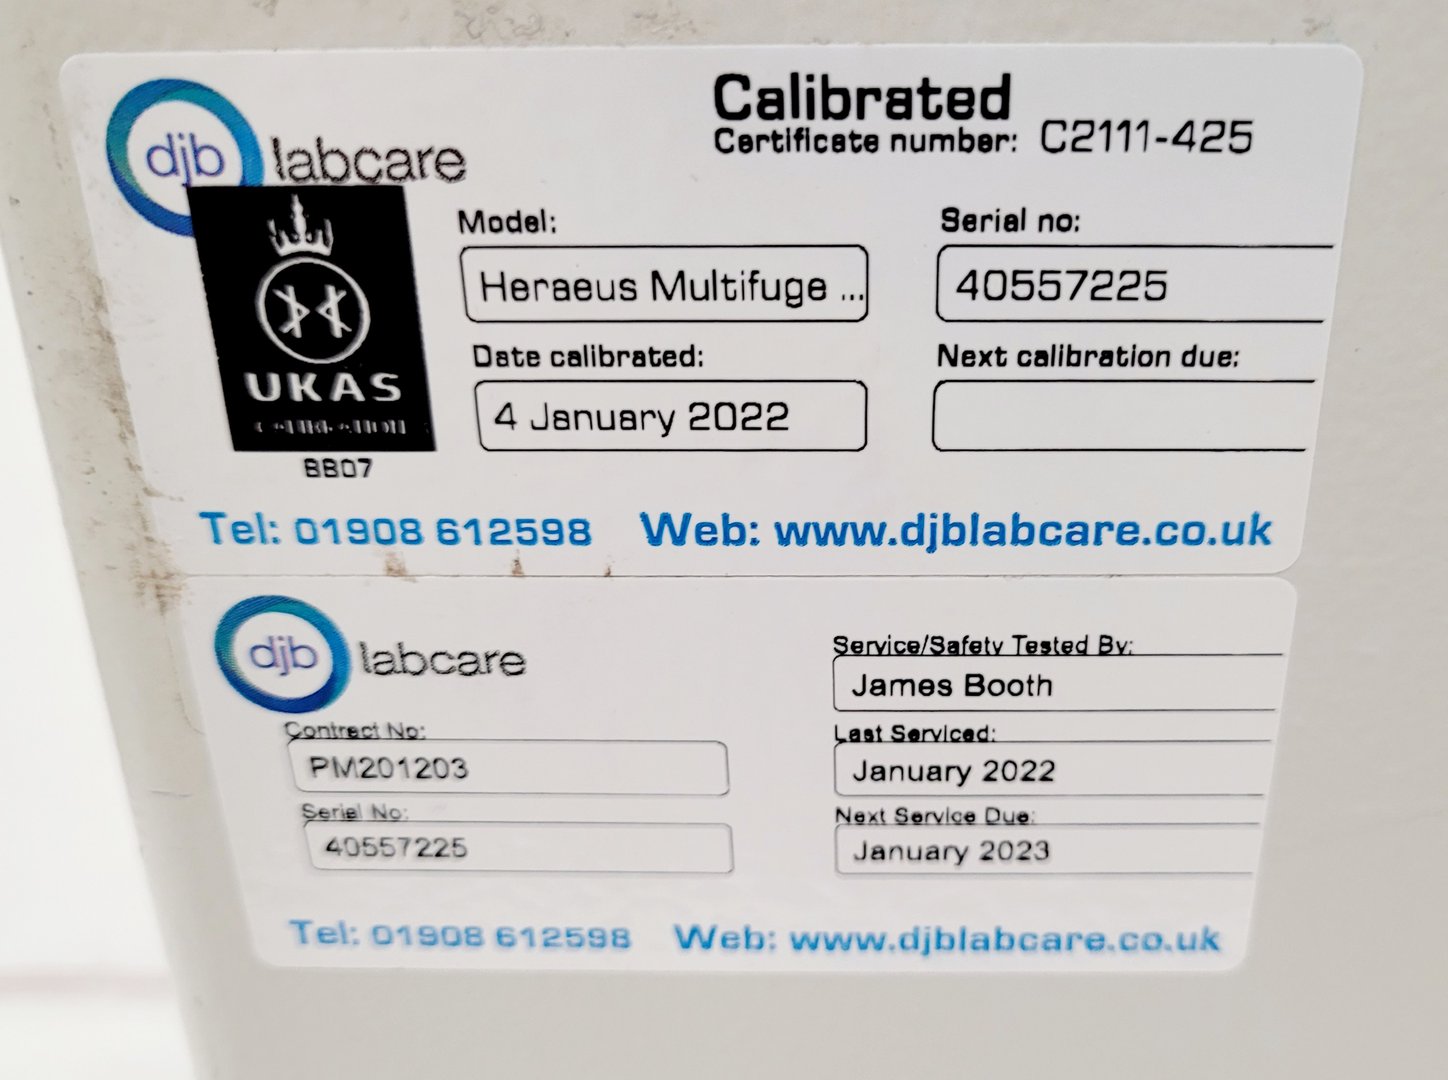 djb labcare
Calibrated
Certificate number: C2111-425
Model:
Heraeus Multifuge ...
Serial no:
40557225
Date calibrated:
4 January 2022
Next calibration due:
UKAS
CALIBRATION
8807
Tel: 01908 612598 Web: www.djblabcare.co.uk
djb labcare
Contract No:
PM201203
Serial No:
40557225
Service/Safety Tested By:
James Booth
Last Serviced:
January 2022
Next Service Due:
January 2023
Tel: 01908 612598 Web: www.djblabcare.co.uk